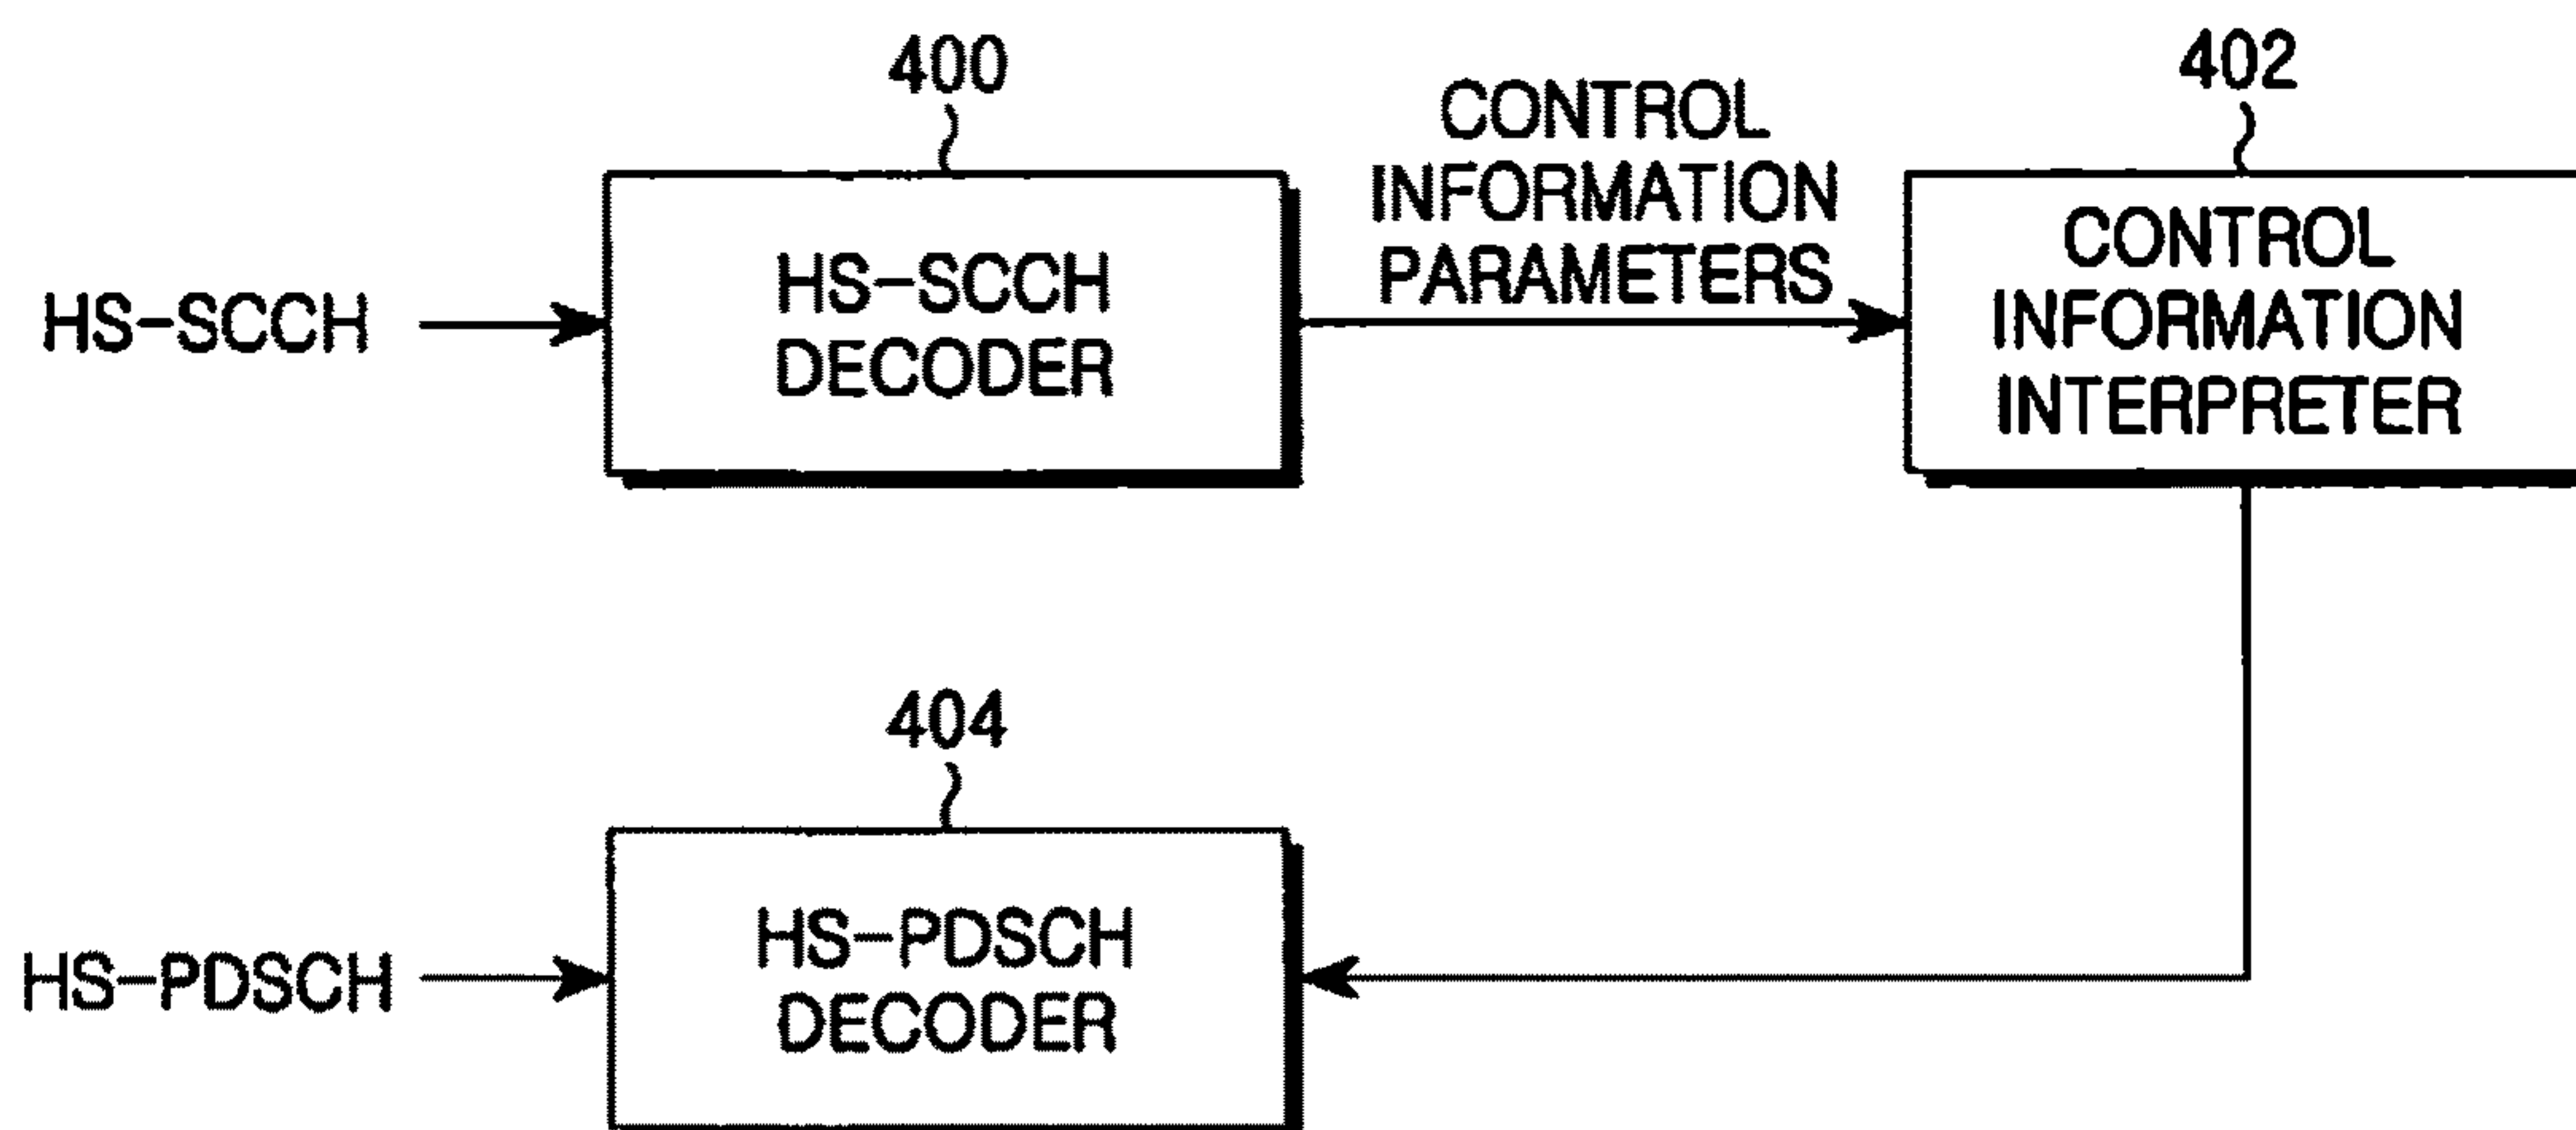 400
402
CONTROL
INFORMATION
PARAMETERS
HS-SCCH
HS-SCCH
DECODER
CONTROL
INFORMATION
INTERPRETER
404
HS-PDSCH
HS-PDSCH
DECODER